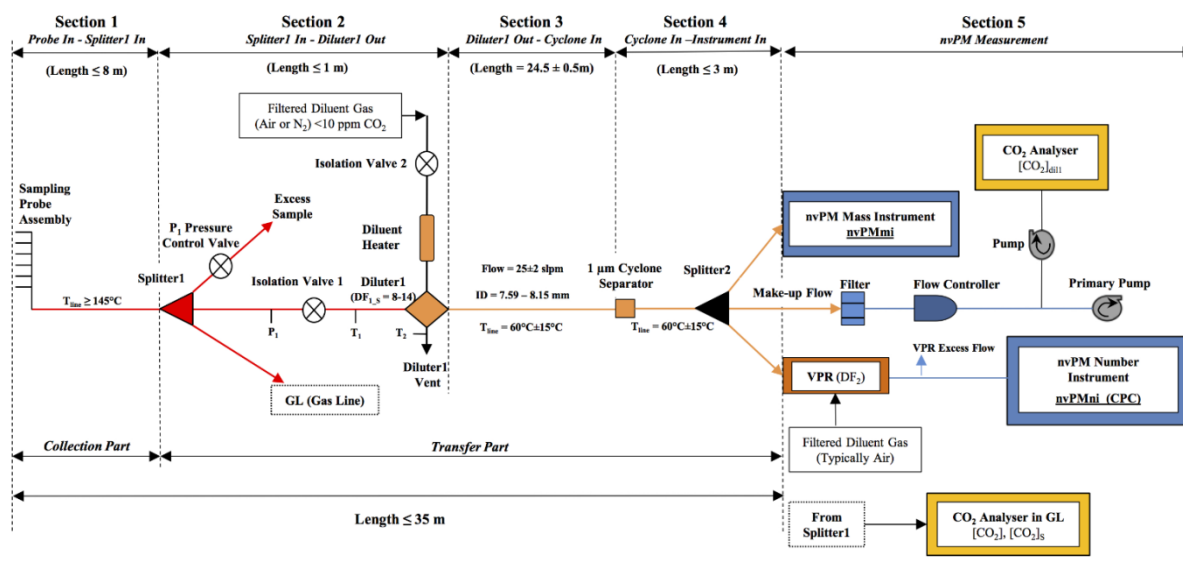 Section 1
Probe In - Splitter1 In
(Length ≤ 8 m)
Section 2
Splitter1 In - Diluter1 Out
(Length ≤ 1 m)
Section 3
Diluter1 Out - Cyclone In
(Length = 24.5 ± 0.5m)
Section 4
Cyclone In –Instrument In
(Length ≤ 3 m)
Section 5
nvPM Measurement
Filtered Diluent Gas
(Air or N₂) <10 ppm CO₂
Isolation Valve 2
CO₂ Analyser
[CO₂]dil1
Sampling
Probe
Assembly
Excess
Sample
P₁ Pressure
Control Valve
Diluent
Heater
nvPM Mass Instrument
nvPMmi
Pump
Splitter1
Isolation Valve 1
Diluter1
(DF1_S = 8-14)
Flow = 25±2 slpm
ID = 7.59 – 8.15 mm
1 µm Cyclone
Separator
Splitter2
Make-up Flow
Filter
Flow Controller
Primary Pump
Tline ≥ 145°C
P₁
T₁
T₂
Tline = 60°C±15°C
Tline = 60°C±15°C
Diluter1
Vent
GL (Gas Line)
VPR (DF₂)
VPR Excess Flow
nvPM Number
Instrument
nvPMni (CPC)
Filtered Diluent Gas
(Typically Air)
Collection Part
Transfer Part
Length ≤ 35 m
From
Splitter1
CO₂ Analyser in GL
[CO₂], [CO₂]S